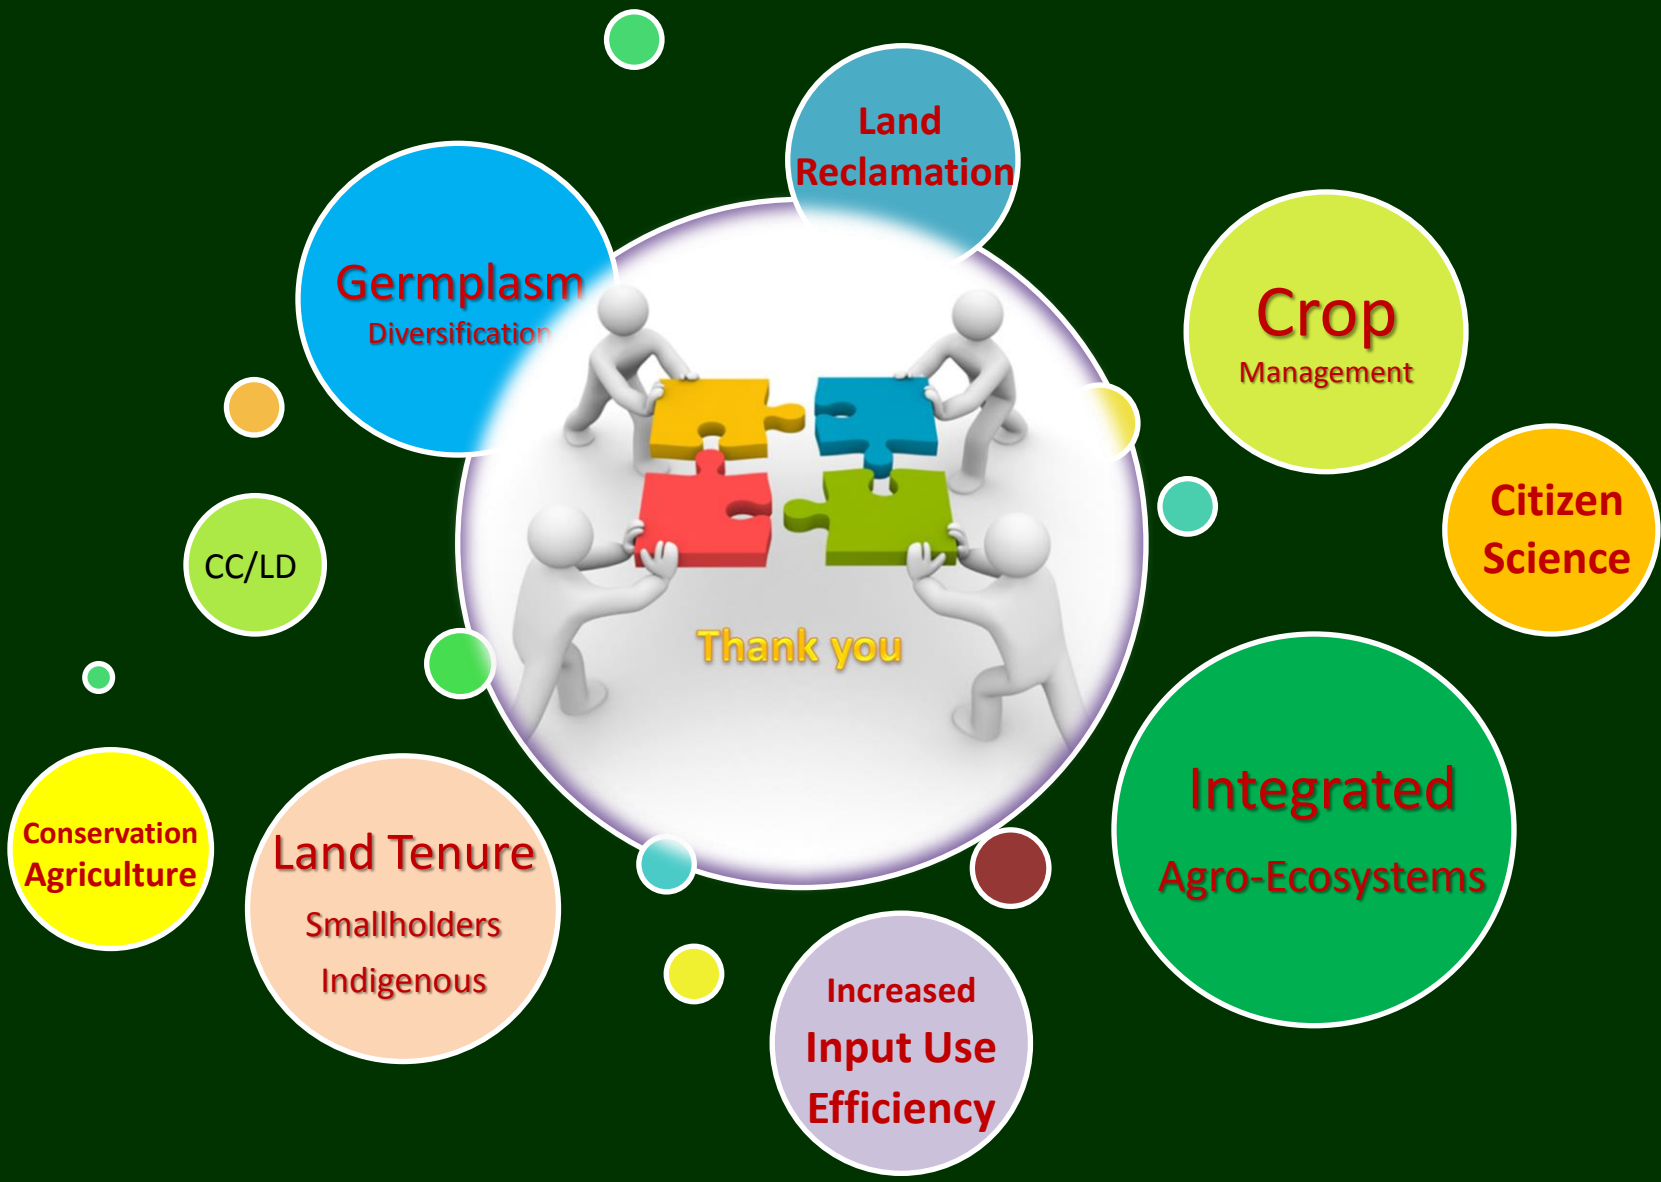 Land
Reclamation
Germplasm
Diversification
Crop
Management
Citizen
Science
CC/LD
Thank you
Integrated
Agro-Ecosystems
Conservation
Agriculture
Land Tenure
Smallholders
Indigenous
Increased
Input Use
Efficiency